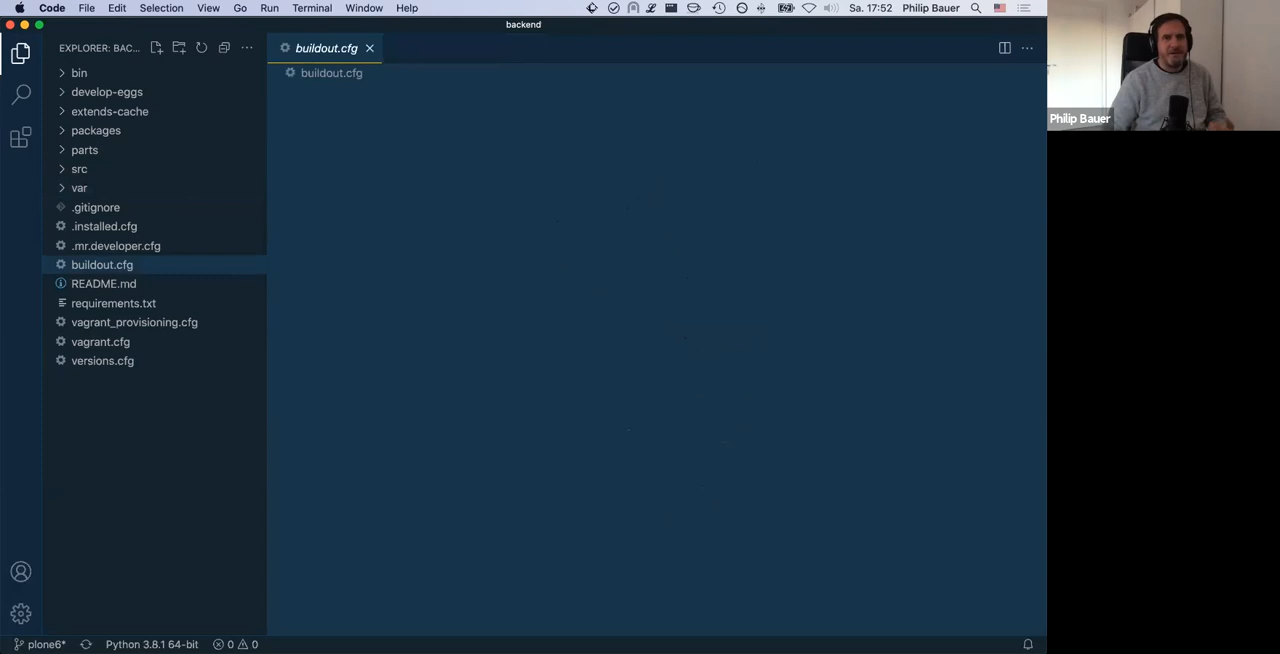 Code File Edit Selection View Go Run Terminal Window Help Sa. 17:52 Philip Bauer
backend
EXPLORER: BAC...
buildout.cfg
bin
buildout.cfg
develop-eggs
extends-cache
packages
parts
src
var
.gitignore
.installed.cfg
.mr.developer.cfg
buildout.cfg
README.md
requirements.txt
vagrant_provisioning.cfg
vagrant.cfg
versions.cfg
Philip Bauer
plone6* Python 3.8.1 64-bit 0 0